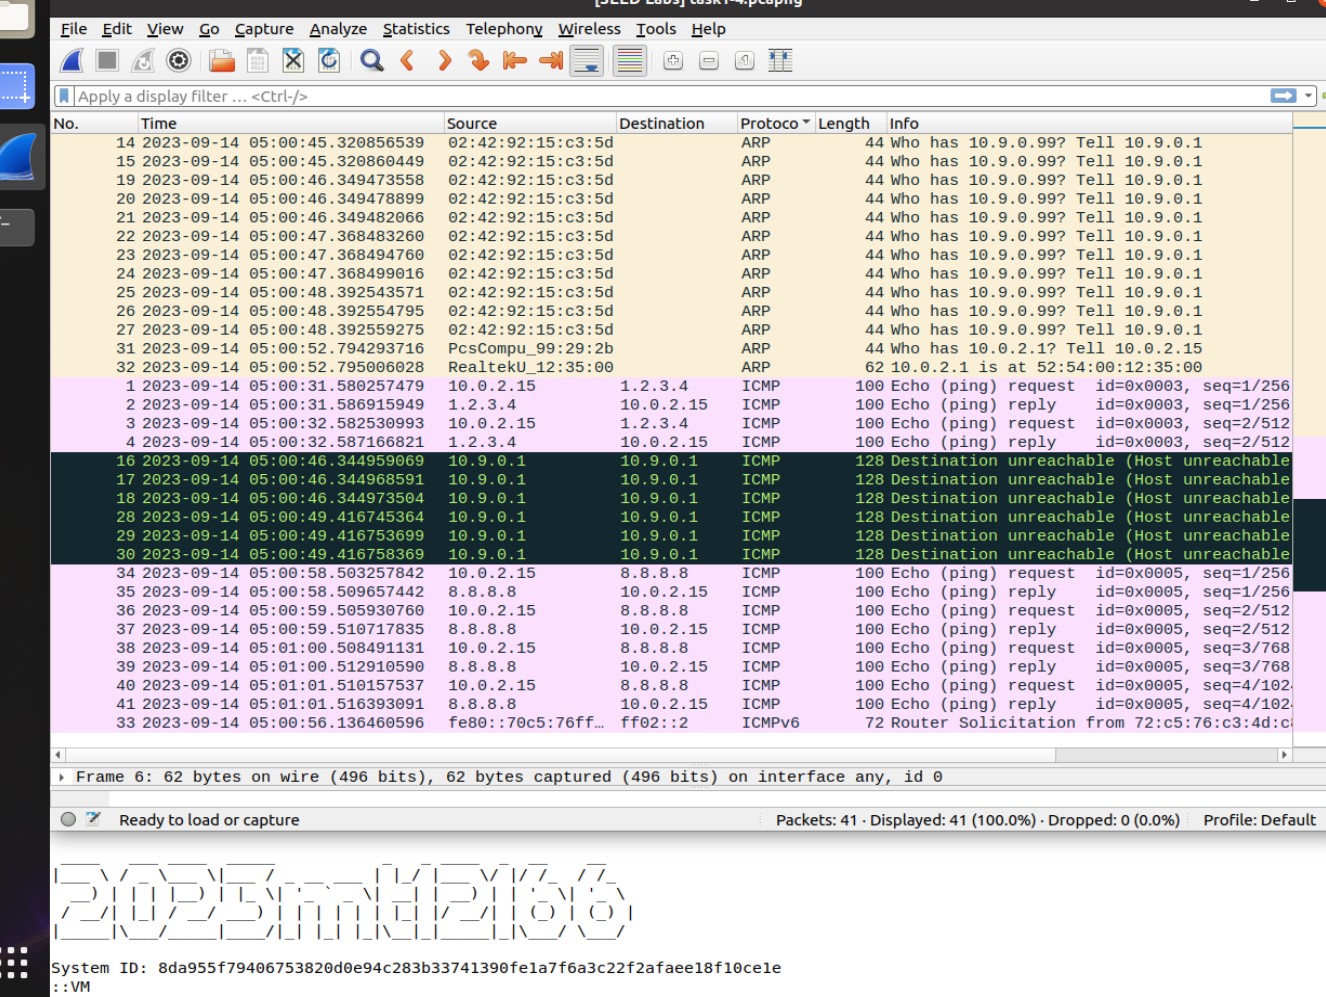 [SEED Labs] task1-4.pcapng
File Edit View Go Capture Analyze Statistics Telephony Wireless Tools Help
Apply a display filter … <Ctrl-/>
No. Time Source Destination Protoco Length Info
14 2023-09-14 05:00:45.320856539 02:42:92:15:c3:5d ARP 44 Who has 10.9.0.99? Tell 10.9.0.1
15 2023-09-14 05:00:45.320860449 02:42:92:15:c3:5d ARP 44 Who has 10.9.0.99? Tell 10.9.0.1
19 2023-09-14 05:00:46.349473558 02:42:92:15:c3:5d ARP 44 Who has 10.9.0.99? Tell 10.9.0.1
20 2023-09-14 05:00:46.349478899 02:42:92:15:c3:5d ARP 44 Who has 10.9.0.99? Tell 10.9.0.1
21 2023-09-14 05:00:46.349482066 02:42:92:15:c3:5d ARP 44 Who has 10.9.0.99? Tell 10.9.0.1
22 2023-09-14 05:00:47.368483260 02:42:92:15:c3:5d ARP 44 Who has 10.9.0.99? Tell 10.9.0.1
23 2023-09-14 05:00:47.368494760 02:42:92:15:c3:5d ARP 44 Who has 10.9.0.99? Tell 10.9.0.1
24 2023-09-14 05:00:47.368499016 02:42:92:15:c3:5d ARP 44 Who has 10.9.0.99? Tell 10.9.0.1
25 2023-09-14 05:00:48.392543571 02:42:92:15:c3:5d ARP 44 Who has 10.9.0.99? Tell 10.9.0.1
26 2023-09-14 05:00:48.392554795 02:42:92:15:c3:5d ARP 44 Who has 10.9.0.99? Tell 10.9.0.1
27 2023-09-14 05:00:48.392559275 02:42:92:15:c3:5d ARP 44 Who has 10.9.0.99? Tell 10.9.0.1
31 2023-09-14 05:00:52.794293716 PcsCompu_99:29:2b ARP 44 Who has 10.0.2.1? Tell 10.0.2.15
32 2023-09-14 05:00:52.795006028 RealtekU_12:35:00 ARP 62 10.0.2.1 is at 52:54:00:12:35:00
1 2023-09-14 05:00:31.580257479 10.0.2.15 1.2.3.4 ICMP 100 Echo (ping) request id=0x0003, seq=1/256
2 2023-09-14 05:00:31.586915949 1.2.3.4 10.0.2.15 ICMP 100 Echo (ping) reply id=0x0003, seq=1/256
3 2023-09-14 05:00:32.582530993 10.0.2.15 1.2.3.4 ICMP 100 Echo (ping) request id=0x0003, seq=2/512
4 2023-09-14 05:00:32.587166821 1.2.3.4 10.0.2.15 ICMP 100 Echo (ping) reply id=0x0003, seq=2/512
16 2023-09-14 05:00:46.344959069 10.9.0.1 10.9.0.1 ICMP 128 Destination unreachable (Host unreachable
17 2023-09-14 05:00:46.344968591 10.9.0.1 10.9.0.1 ICMP 128 Destination unreachable (Host unreachable
18 2023-09-14 05:00:46.344973504 10.9.0.1 10.9.0.1 ICMP 128 Destination unreachable (Host unreachable
28 2023-09-14 05:00:49.416745364 10.9.0.1 10.9.0.1 ICMP 128 Destination unreachable (Host unreachable
29 2023-09-14 05:00:49.416753699 10.9.0.1 10.9.0.1 ICMP 128 Destination unreachable (Host unreachable
30 2023-09-14 05:00:49.416758369 10.9.0.1 10.9.0.1 ICMP 128 Destination unreachable (Host unreachable
34 2023-09-14 05:00:58.503257842 10.0.2.15 8.8.8.8 ICMP 100 Echo (ping) request id=0x0005, seq=1/256
35 2023-09-14 05:00:58.509657442 8.8.8.8 10.0.2.15 ICMP 100 Echo (ping) reply id=0x0005, seq=1/256
36 2023-09-14 05:00:59.505930760 10.0.2.15 8.8.8.8 ICMP 100 Echo (ping) request id=0x0005, seq=2/512
37 2023-09-14 05:00:59.510717835 8.8.8.8 10.0.2.15 ICMP 100 Echo (ping) reply id=0x0005, seq=2/512
38 2023-09-14 05:01:00.508491131 10.0.2.15 8.8.8.8 ICMP 100 Echo (ping) request id=0x0005, seq=3/768
39 2023-09-14 05:01:00.512910590 8.8.8.8 10.0.2.15 ICMP 100 Echo (ping) reply id=0x0005, seq=3/768
40 2023-09-14 05:01:01.510157537 10.0.2.15 8.8.8.8 ICMP 100 Echo (ping) request id=0x0005, seq=4/1024
41 2023-09-14 05:01:01.516393091 8.8.8.8 10.0.2.15 ICMP 100 Echo (ping) reply id=0x0005, seq=4/1024
33 2023-09-14 05:00:56.136460596 fe80::70c5:76ff… ff02::2 ICMPv6 72 Router Solicitation from 72:c5:76:c3:4d:c
Frame 6: 62 bytes on wire (496 bits), 62 bytes captured (496 bits) on interface any, id 0
Ready to load or capture Packets: 41 · Displayed: 41 (100.0%) · Dropped: 0 (0.0%) Profile: Default
2023mt12166
System ID: 8da955f79406753820d0e94c283b33741390fe1a7f6a3c22f2afaee18f10ce1e
::VM